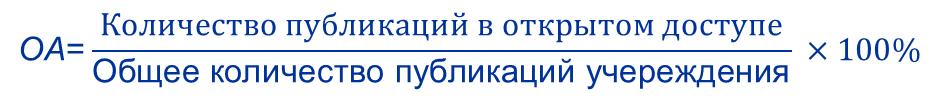 Количество публикаций в открытом доступе
OA= × 100%
Общее количество публикаций учереждения